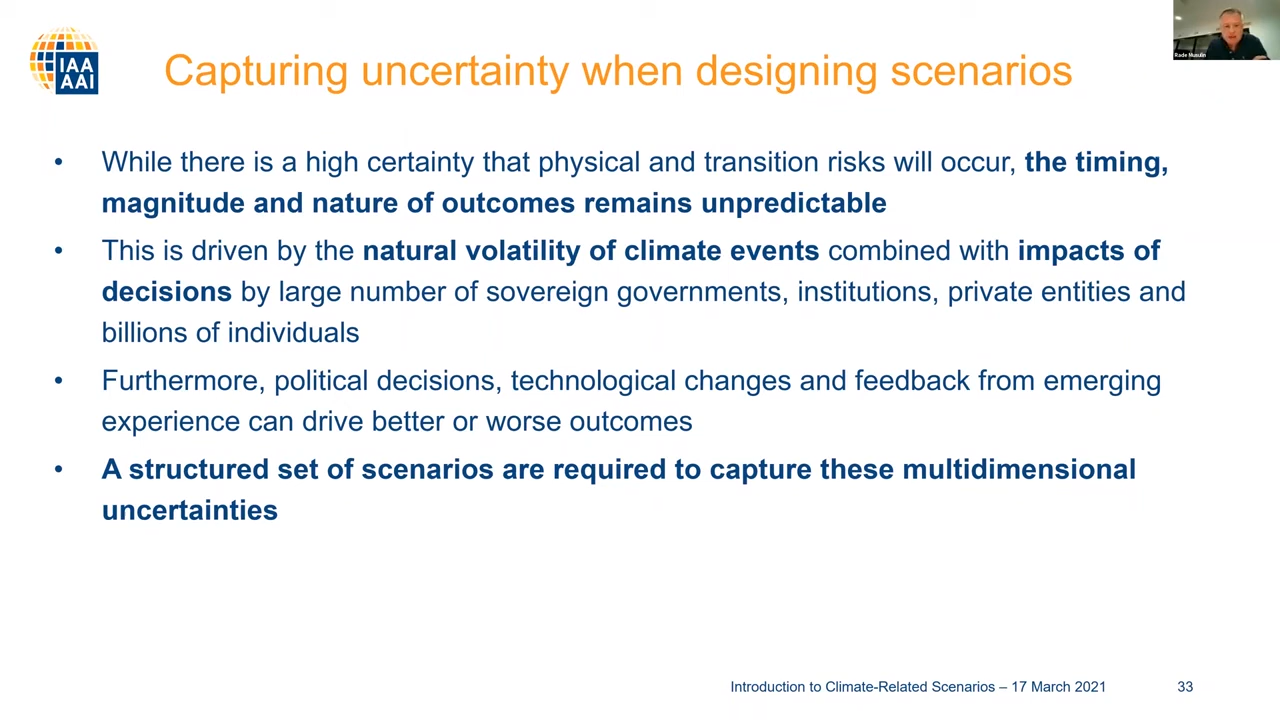 IAA
AAI
Rade Musulin
Capturing uncertainty when designing scenarios
• While there is a high certainty that physical and transition risks will occur, the timing,
magnitude and nature of outcomes remains unpredictable
• This is driven by the natural volatility of climate events combined with impacts of
decisions by large number of sovereign governments, institutions, private entities and
billions of individuals
• Furthermore, political decisions, technological changes and feedback from emerging
experience can drive better or worse outcomes
• A structured set of scenarios are required to capture these multidimensional
uncertainties
Introduction to Climate-Related Scenarios – 17 March 2021 33